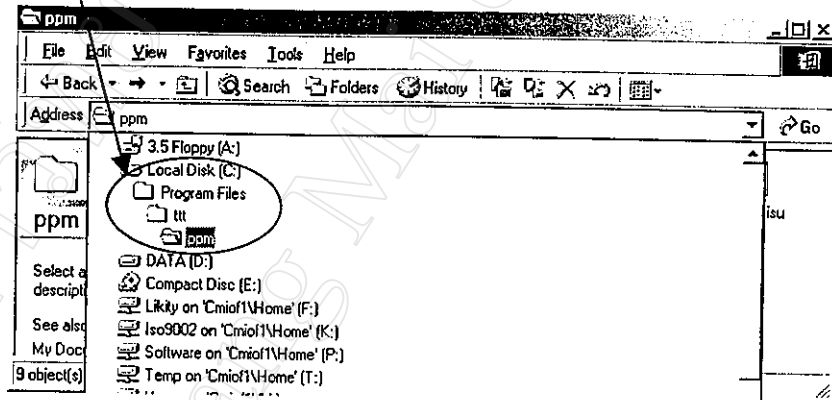 ppm
File Edit View Favorites Tools Help
Back Search Folders History
Address ppm Go
3.5 Floppy (A:)
Local Disk (C:)
Program Files
ttt
ppm
DATA (D:)
Compact Disc (E:)
Likity on 'Cmiof1\Home' (F:)
Iso9002 on 'Cmiof1\Home' (K:)
Software on 'Cmiof1\Home' (P:)
Temp on 'Cmiof1\Home' (T:)
ppm
Select a
descripti
See also
My Doc
9 object(s)
isu